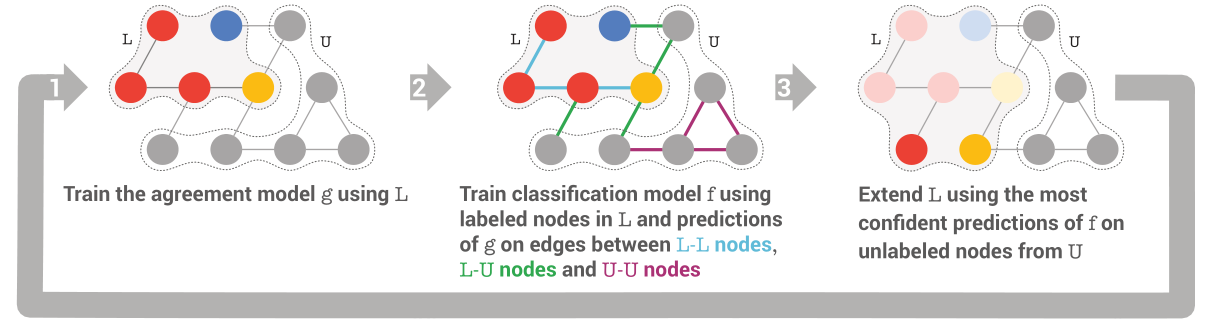 L
U
1
Train the agreement model g using L
L
U
2
Train classification model f using
labeled nodes in L and predictions
of g on edges between L-L nodes,
L-U nodes and U-U nodes
L
U
3
Extend L using the most
confident predictions of f on
unlabeled nodes from U